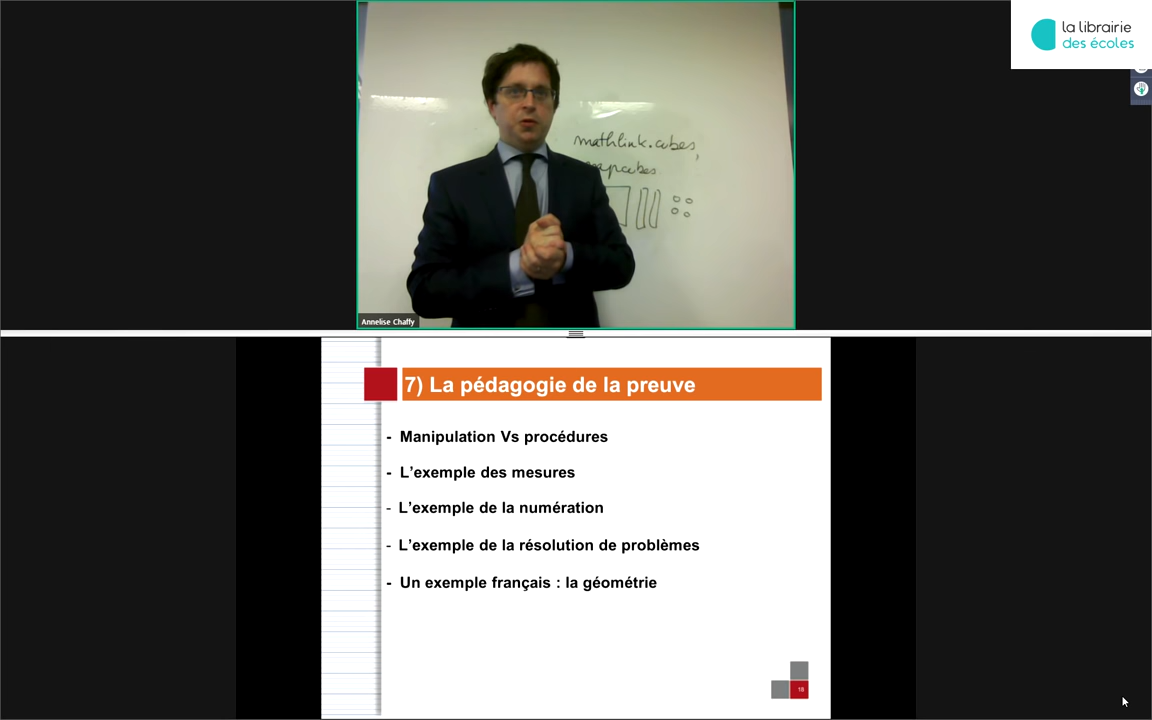 la librairie
des écoles
mathlink.cubes,
cubes
Annelise Chaffy
7) La pédagogie de la preuve
- Manipulation Vs procédures
- L'exemple des mesures
- L'exemple de la numération
- L'exemple de la résolution de problèmes
- Un exemple français : la géométrie
18